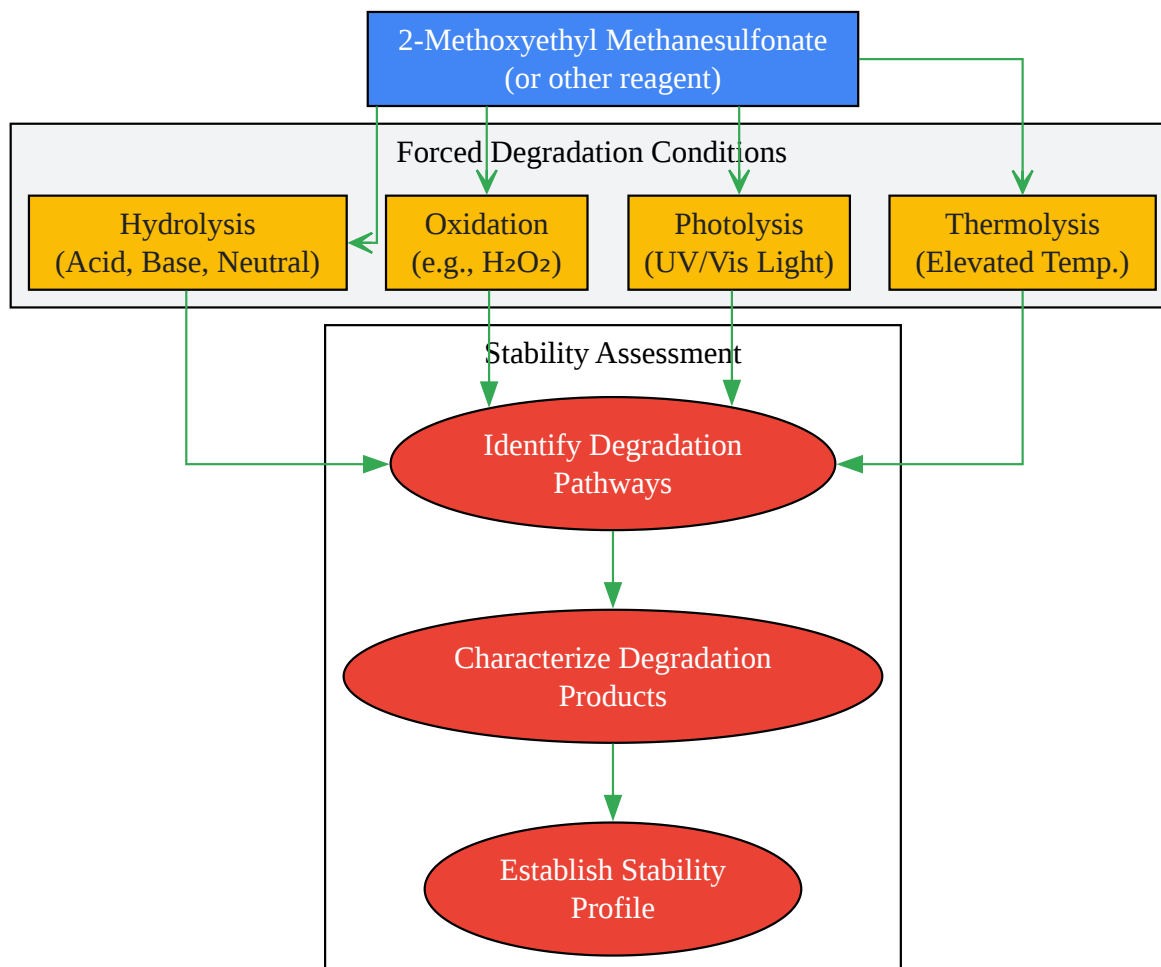 2-Methoxyethyl Methanesulfonate
(or other reagent)
Forced Degradation Conditions
Hydrolysis
(Acid, Base, Neutral)
Oxidation
(e.g., H₂O₂)
Photolysis
(UV/Vis Light)
Thermolysis
(Elevated Temp.)
Stability Assessment
Identify Degradation
Pathways
Characterize Degradation
Products
Establish Stability
Profile